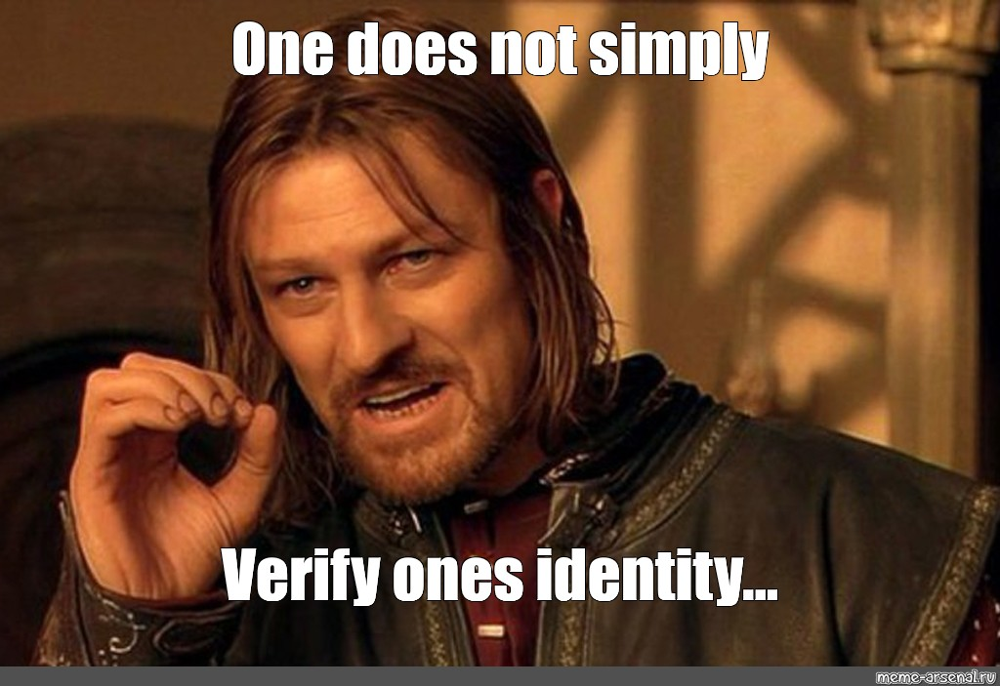 One does not simply
Verify ones identity...
meme-arsenal.ru